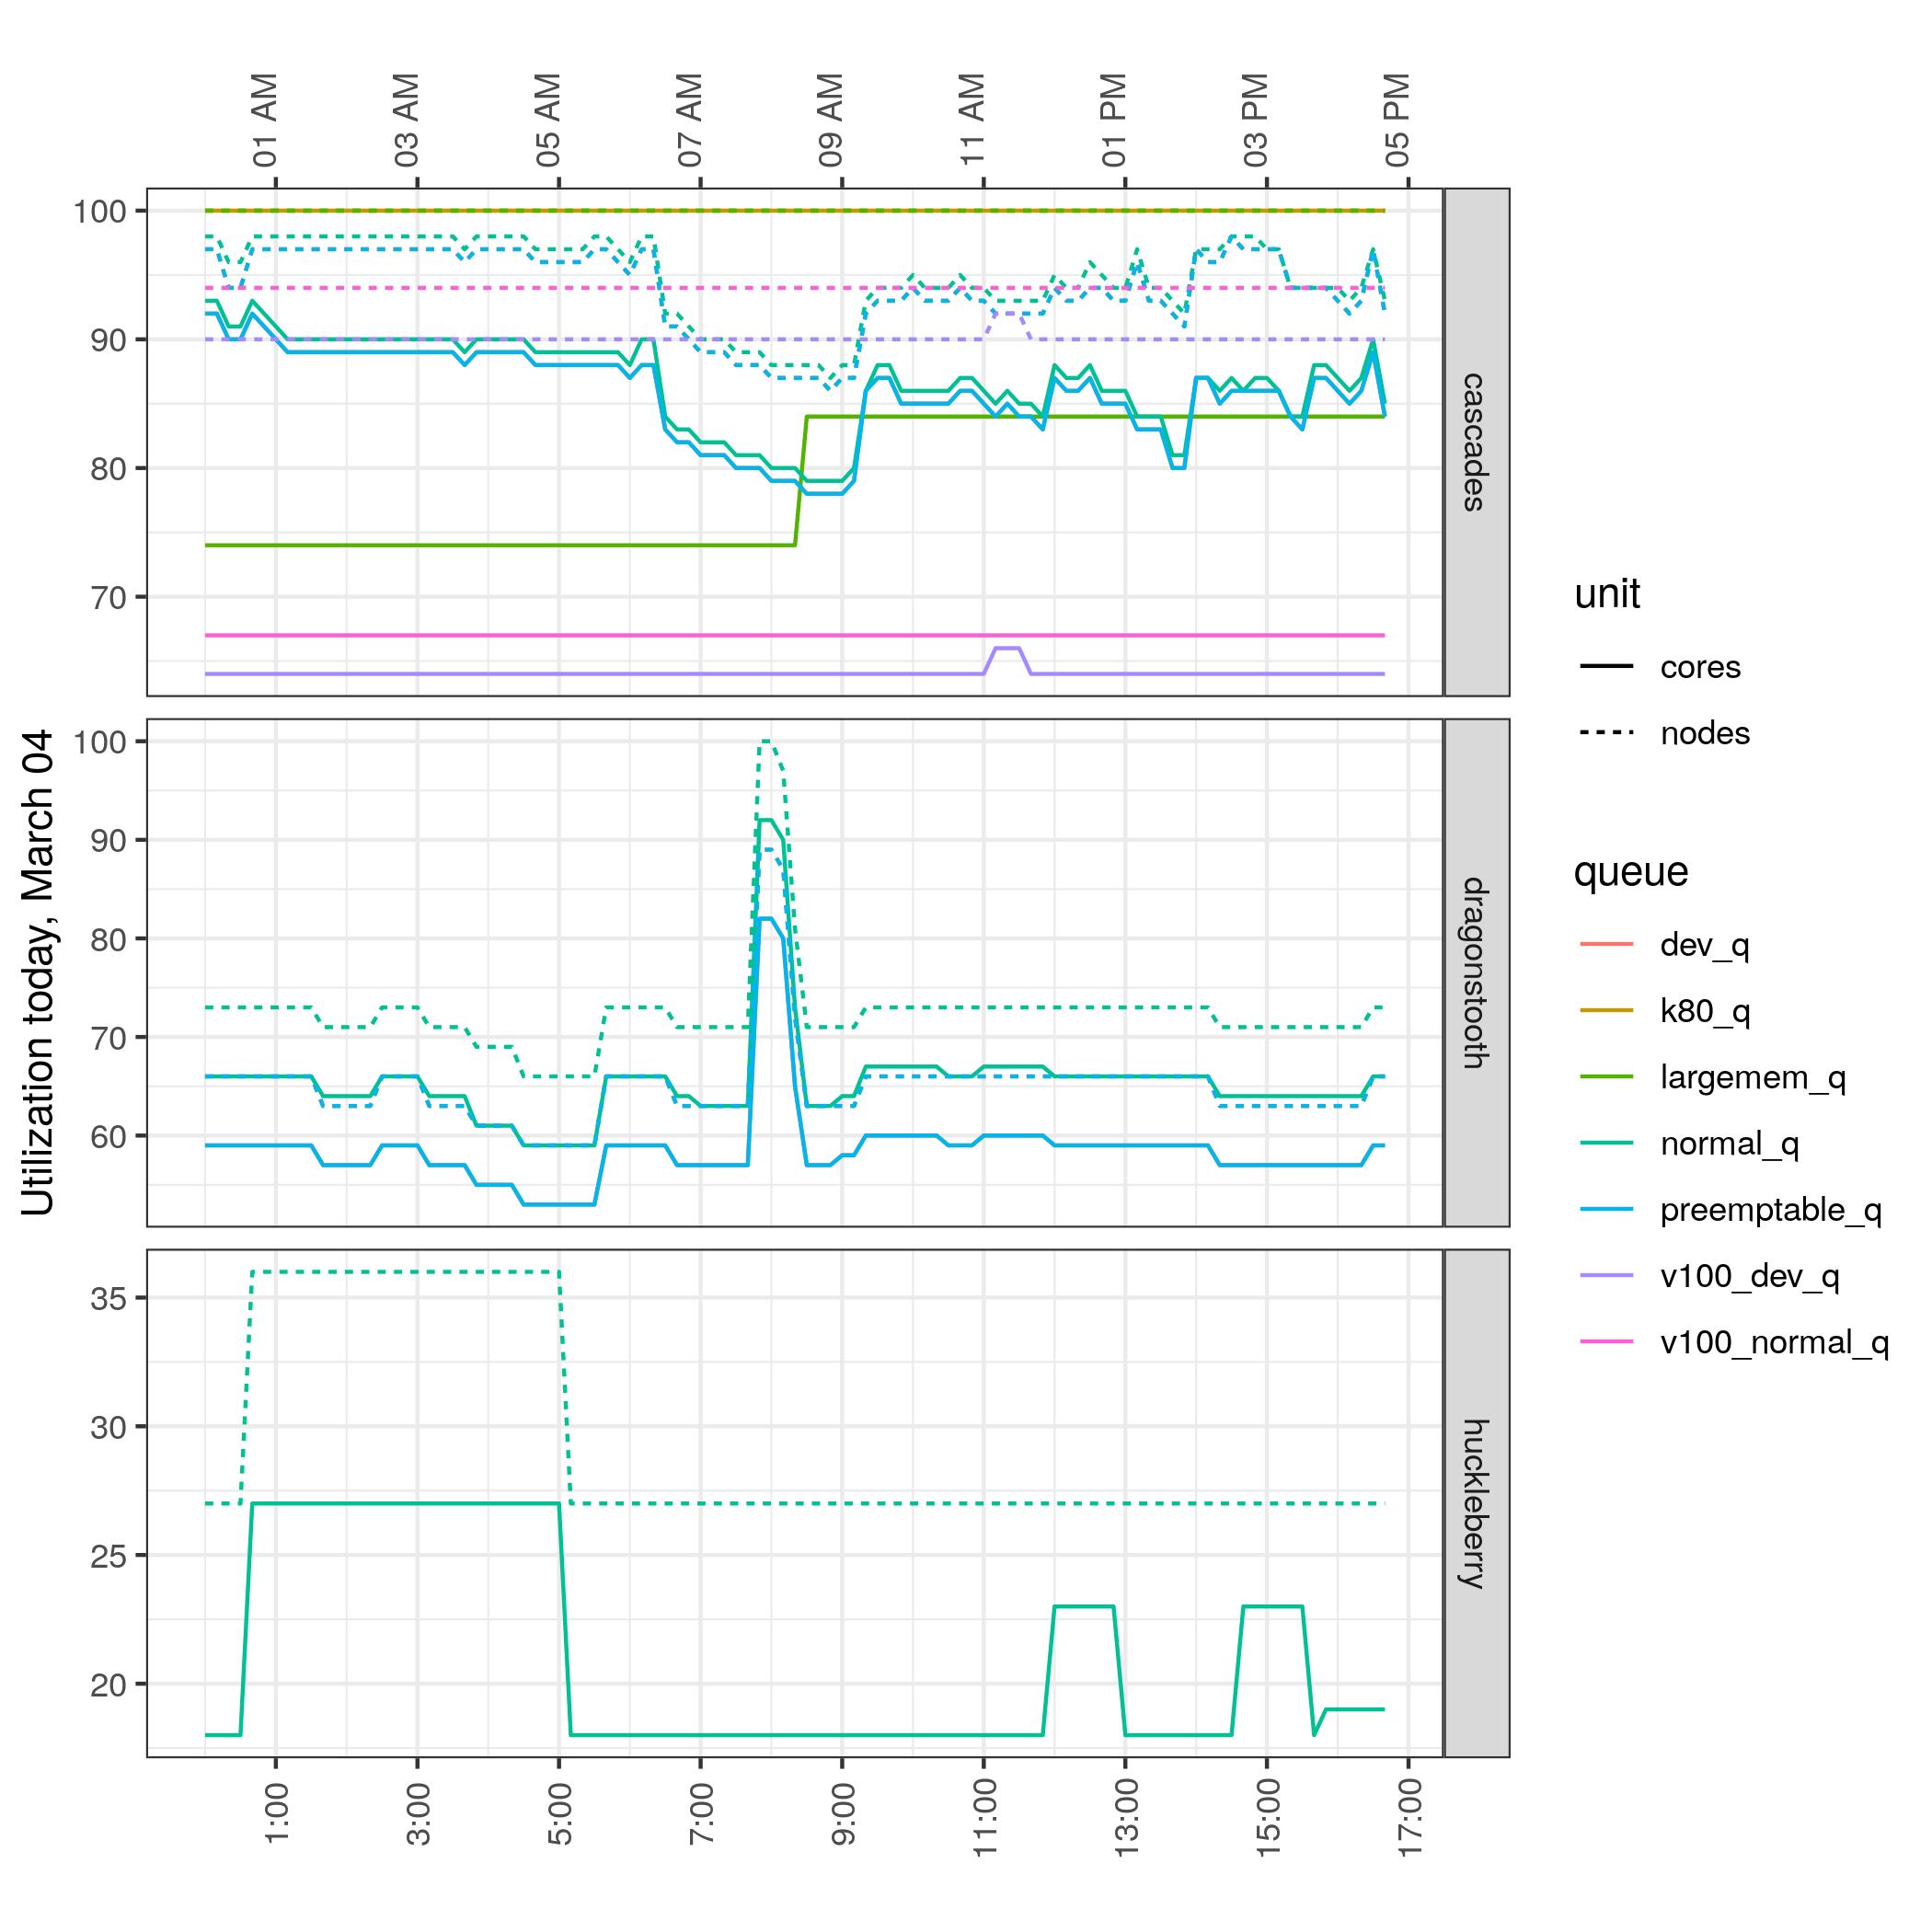 01 AM
03 AM
05 AM
07 AM
09 AM
11 AM
01 PM
03 PM
05 PM
Utilization today, March 04
100
90
80
70
cascades
100
90
80
70
60
dragonstooth
35
30
25
20
huckleberry
1:00
3:00
5:00
7:00
9:00
11:00
13:00
15:00
17:00
unit
cores
nodes
queue
dev_q
k80_q
largemem_q
normal_q
preemptable_q
v100_dev_q
v100_normal_q